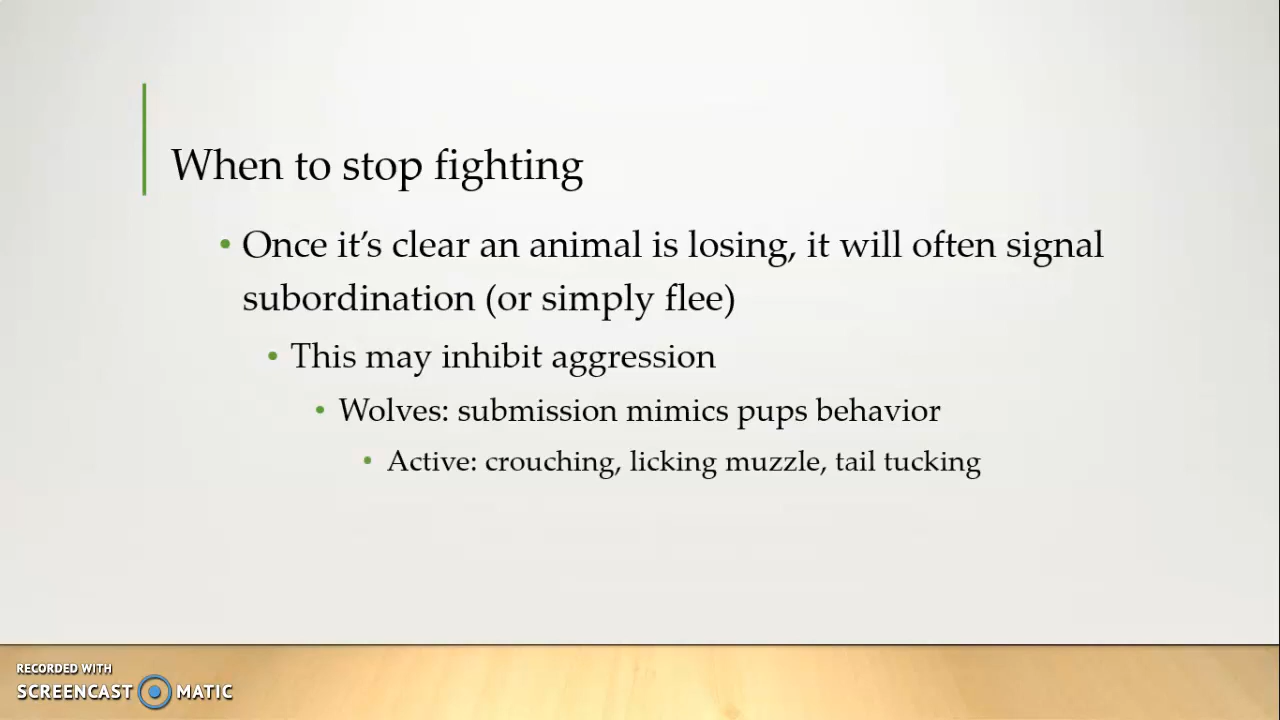 When to stop fighting
• Once it’s clear an animal is losing, it will often signal
subordination (or simply flee)
• This may inhibit aggression
• Wolves: submission mimics pups behavior
• Active: crouching, licking muzzle, tail tucking
RECORDED WITH
SCREENCAST MATIC